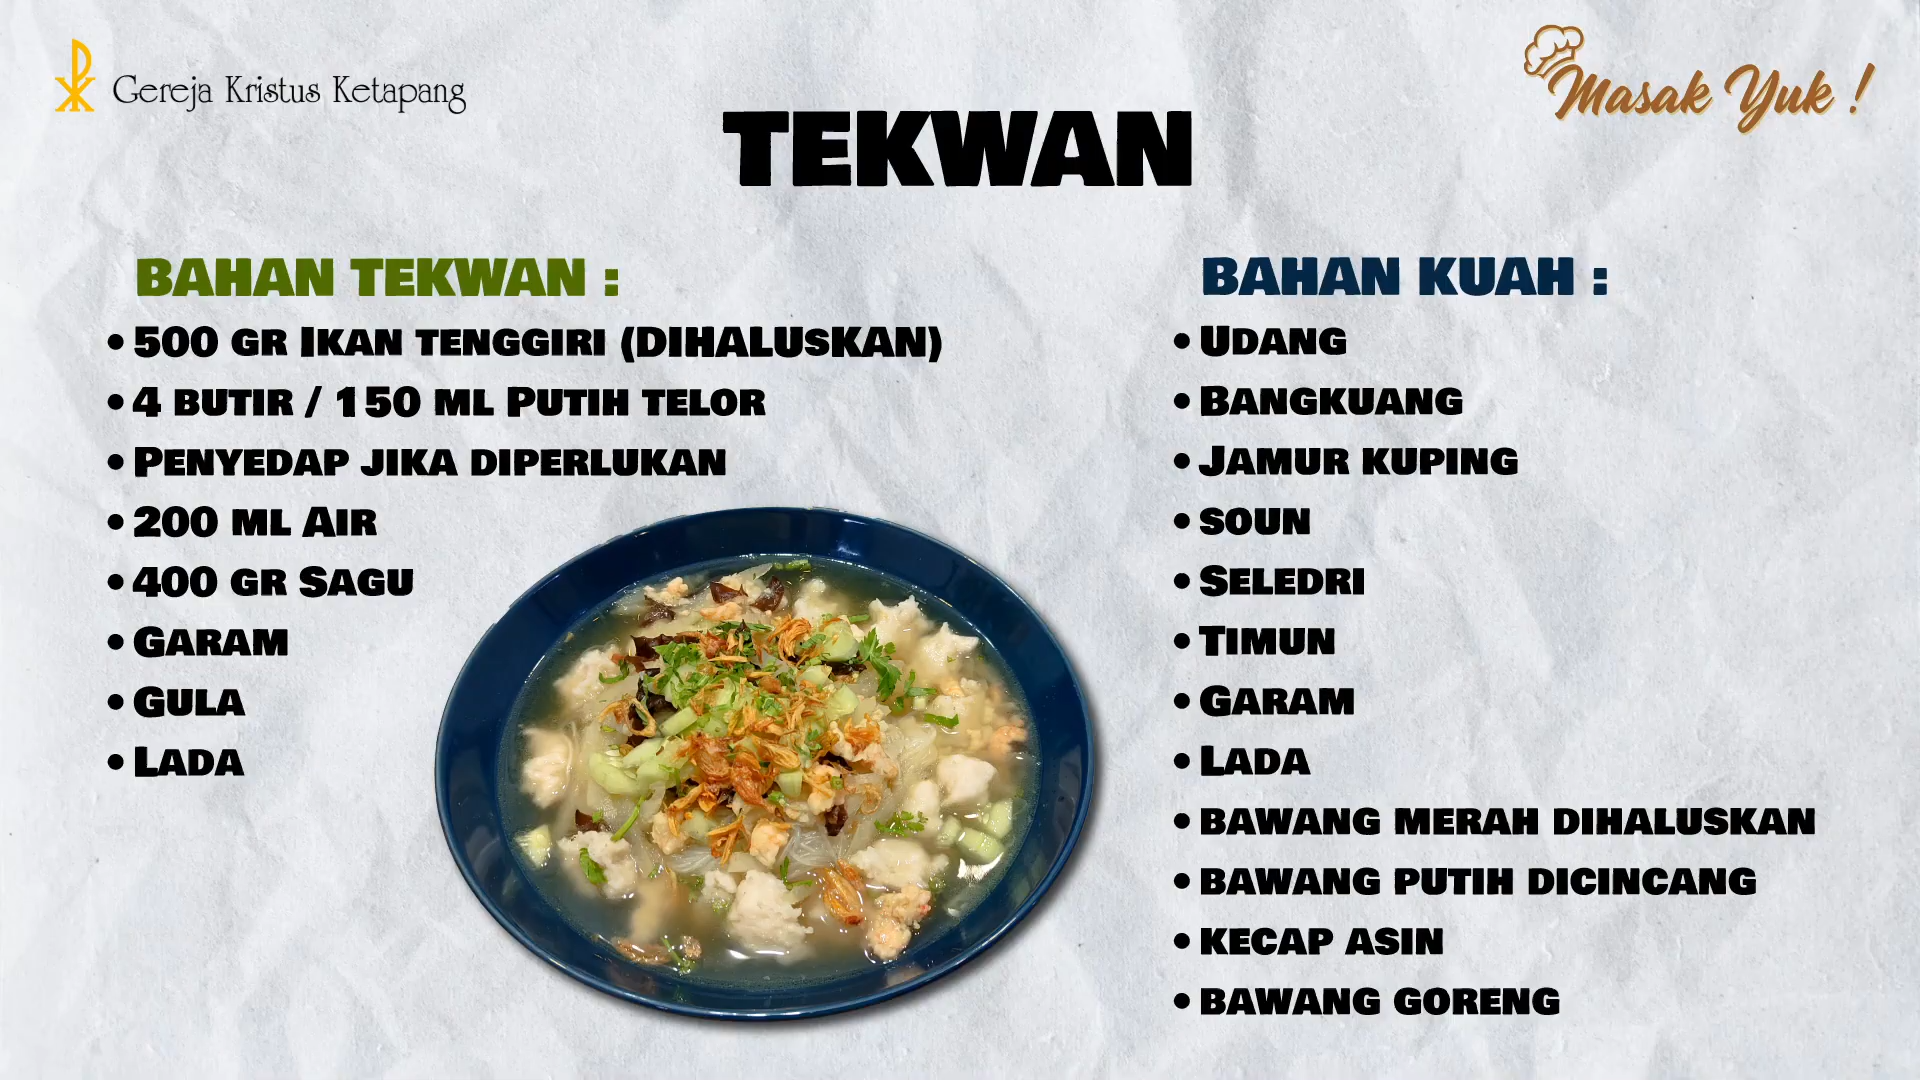 Gereja Kristus Ketapang
Masak Yuk !
TEKWAN
BAHAN TEKWAN :
• 500 GR IKAN TENGGIRI (DIHALUSKAN)
• 4 BUTIR / 150 ML PUTIH TELOR
• PENYEDAP JIKA DIPERLUKAN
• 200 ML AIR
• 400 GR SAGU
• GARAM
• GULA
• LADA
BAHAN KUAH :
• UDANG
• BANGKUANG
• JAMUR KUPING
• SOUN
• SELEDRI
• TIMUN
• GARAM
• LADA
• BAWANG MERAH DIHALUSKAN
• BAWANG PUTIH DICINCANG
• KECAP ASIN
• BAWANG GORENG